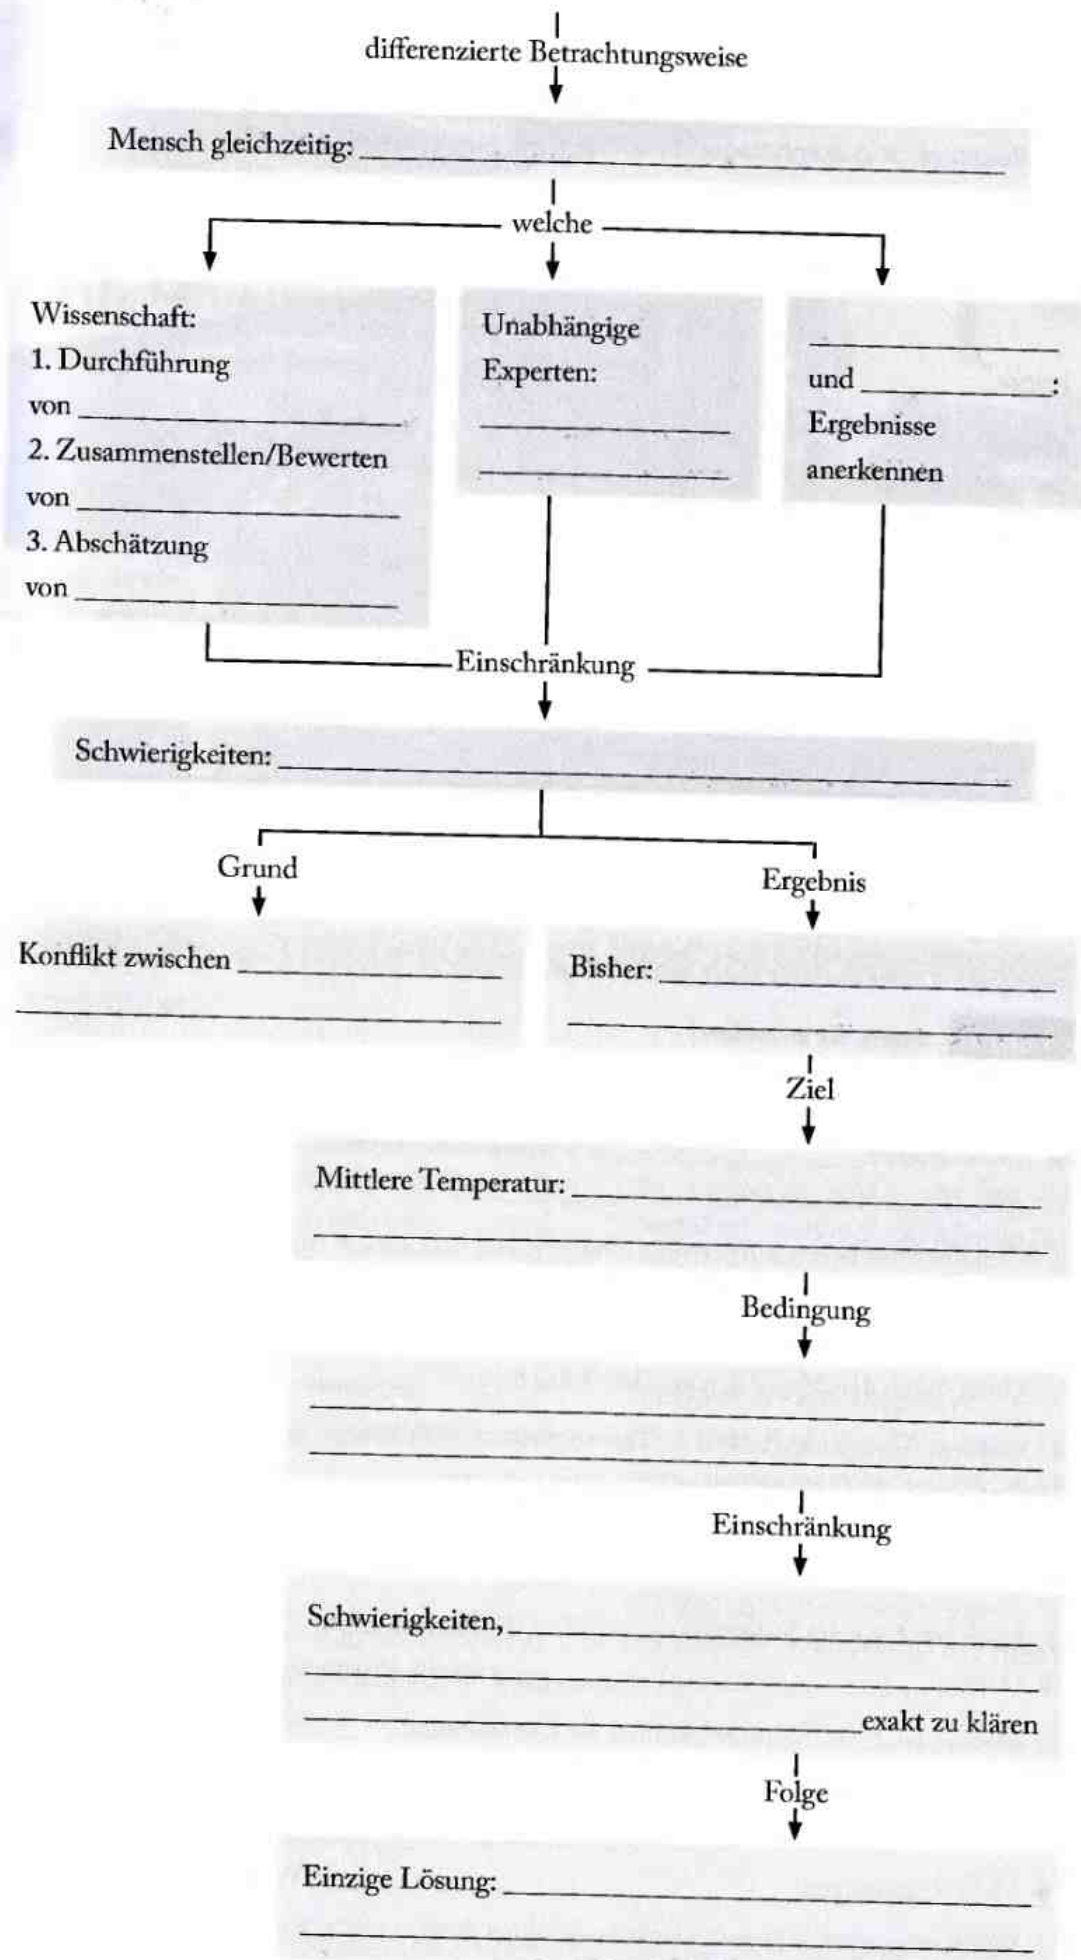 differenzierte Betrachtungsweise
Mensch gleichzeitig:
welche
Wissenschaft:
1. Durchführung
von
2. Zusammenstellen/Bewerten
von
3. Abschätzung
von
Unabhängige
Experten:
und :
Ergebnisse
anerkennen
Einschränkung
Schwierigkeiten:
Grund
Konflikt zwischen
Ergebnis
Bisher:
Ziel
Mittlere Temperatur:
Bedingung
Einschränkung
Schwierigkeiten,
exakt zu klären
Folge
Einzige Lösung: